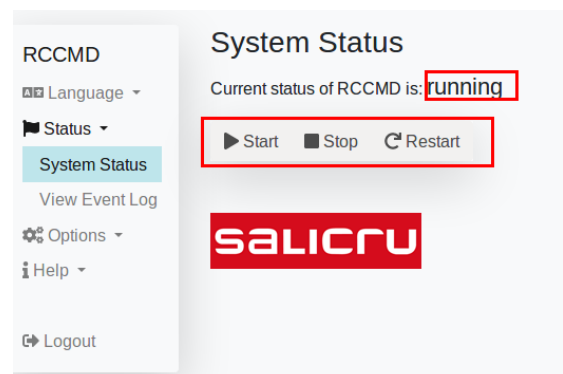 RCCMD
Language
Status
System Status
View Event Log
Options
Help
Logout
System Status
Current status of RCCMD is: running
Start Stop Restart
salicru